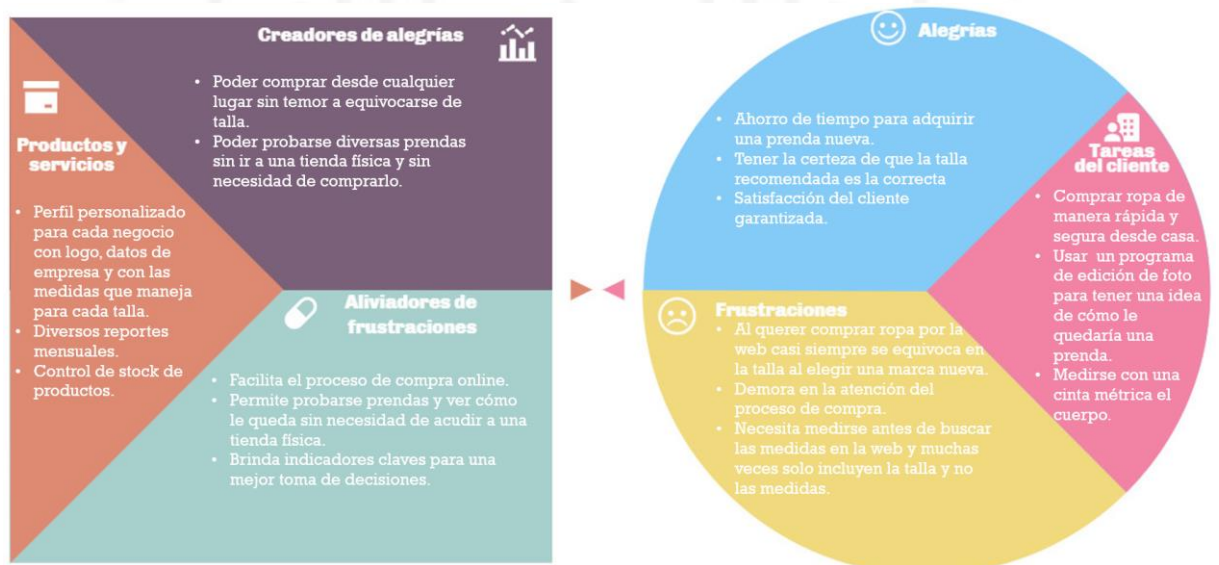 Creadores de alegrías
• Poder comprar desde cualquier
lugar sin temor a equivocarse de
talla.
• Poder probarse diversas prendas
sin ir a una tienda física y sin
necesidad de comprarlo.
Productos y
servicios
• Perfil personalizado
para cada negocio
con logo, datos de
empresa y con las
medidas que maneja
para cada talla.
• Diversos reportes
mensuales.
• Control de stock de
productos.
Aliviadores de
frustraciones
• Facilita el proceso de compra online.
• Permite probarse prendas y ver cómo
le queda sin necesidad de acudir a una
tienda física.
• Brinda indicadores claves para una
mejor toma de decisiones.
Alegrías
• Ahorro de tiempo para adquirir
una prenda nueva.
• Tener la certeza de que la talla
recomendada es la correcta
• Satisfacción del cliente
garantizada.
Frustraciones
• Al querer comprar ropa por la
web casi siempre se equivoca en
la talla al elegir una marca nueva.
• Demora en la atención del
proceso de compra.
• Necesita medirse antes de buscar
las medidas en la web y muchas
veces solo incluyen la talla y no
las medidas.
Tareas
del cliente
• Comprar ropa de
manera rápida y
segura desde casa.
• Usar un programa
de edición de foto
para tener una idea
de cómo le
quedaría una
prenda.
• Medirse con una
cinta métrica el
cuerpo.